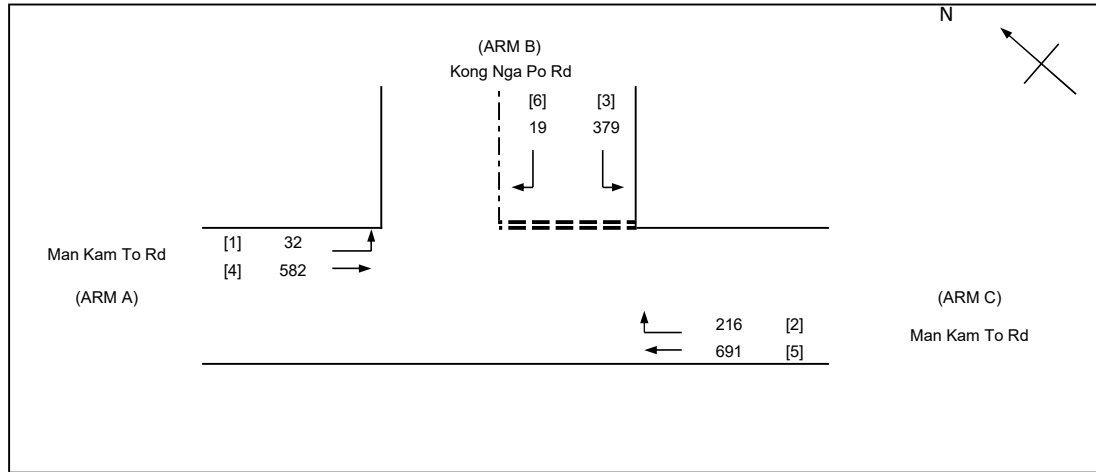 N
(ARM B)
Kong Nga Po Rd
[6] [3]
19 379
[1] 32
Man Kam To Rd
[4] 582
(ARM A)
(ARM C)
216 [2]
Man Kam To Rd
691 [5]